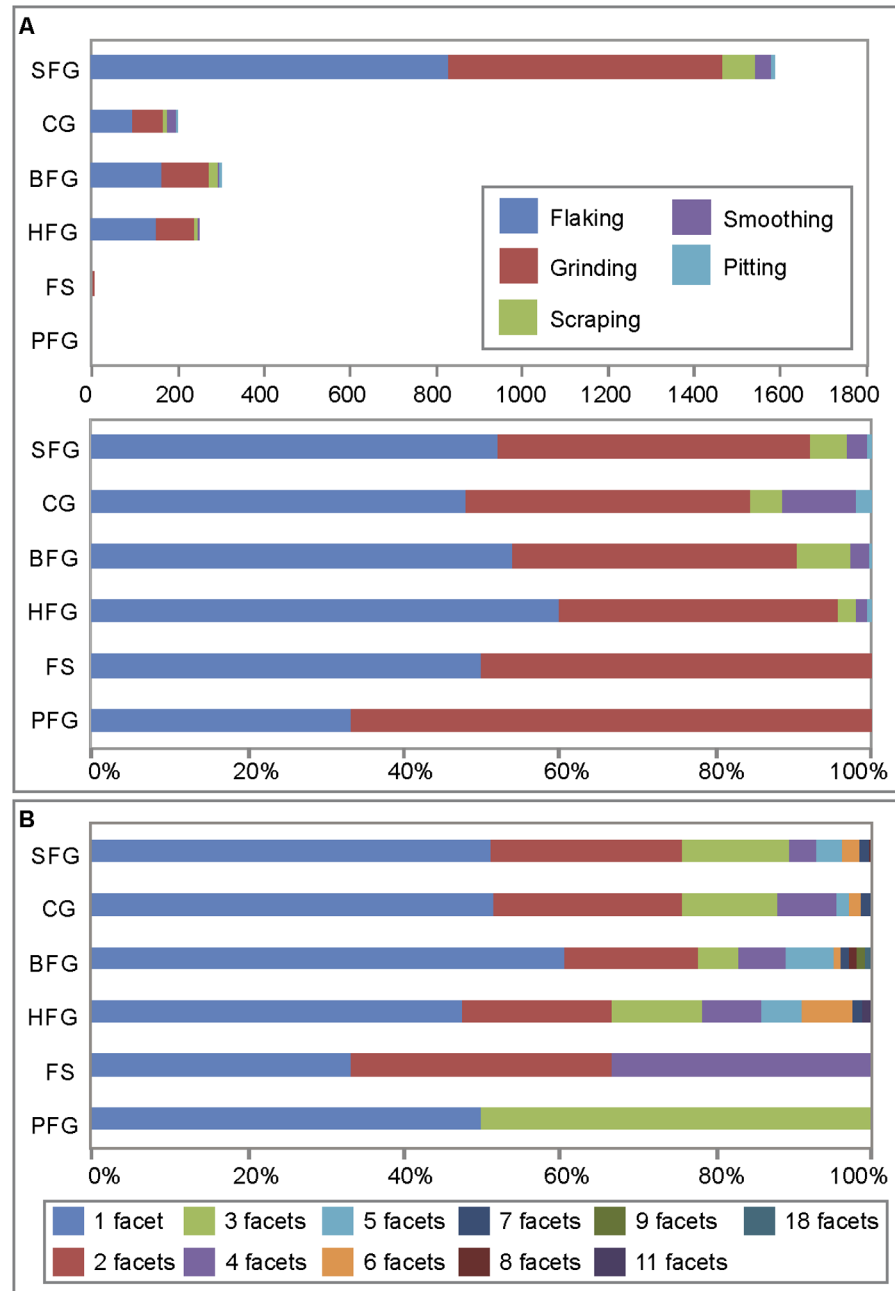 A
SFG
CG
BFG
HFG
FS
PFG
Flaking Smoothing
Grinding Pitting
Scraping
0 200 400 600 800 1000 1200 1400 1600 1800
SFG
CG
BFG
HFG
FS
PFG
0% 20% 40% 60% 80% 100%
B
SFG
CG
BFG
HFG
FS
PFG
0% 20% 40% 60% 80% 100%
1 facet 3 facets 5 facets 7 facets 9 facets 18 facets
2 facets 4 facets 6 facets 8 facets 11 facets